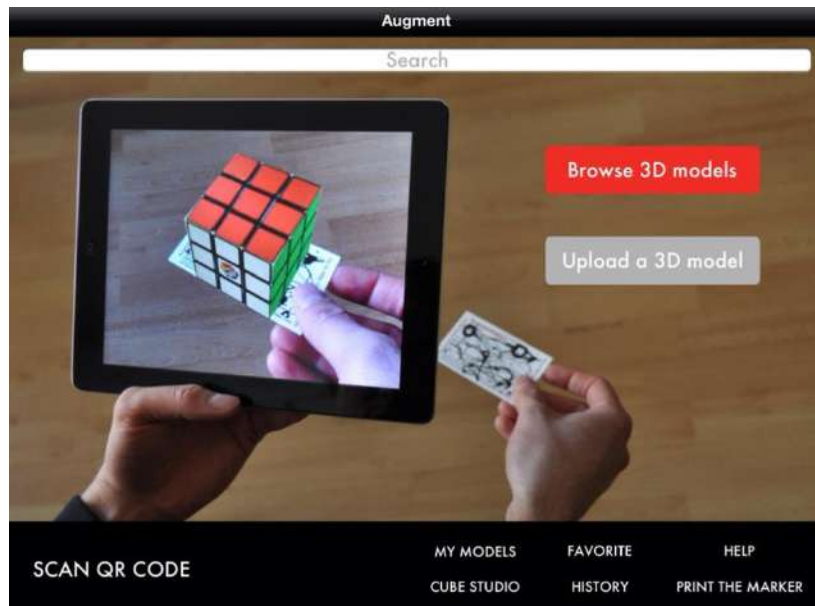 Augment
Search
Browse 3D models
Upload a 3D model
SCAN QR CODE
MY MODELS
FAVORITE
HELP
CUBE STUDIO
HISTORY
PRINT THE MARKER